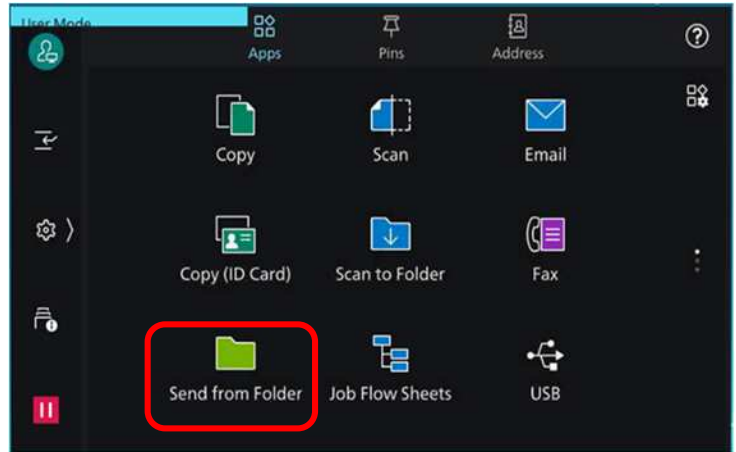 User Mode
Apps
Pins
Address
Copy
Scan
Email
Copy (ID Card)
Scan to Folder
Fax
Send from Folder
Job Flow Sheets
USB